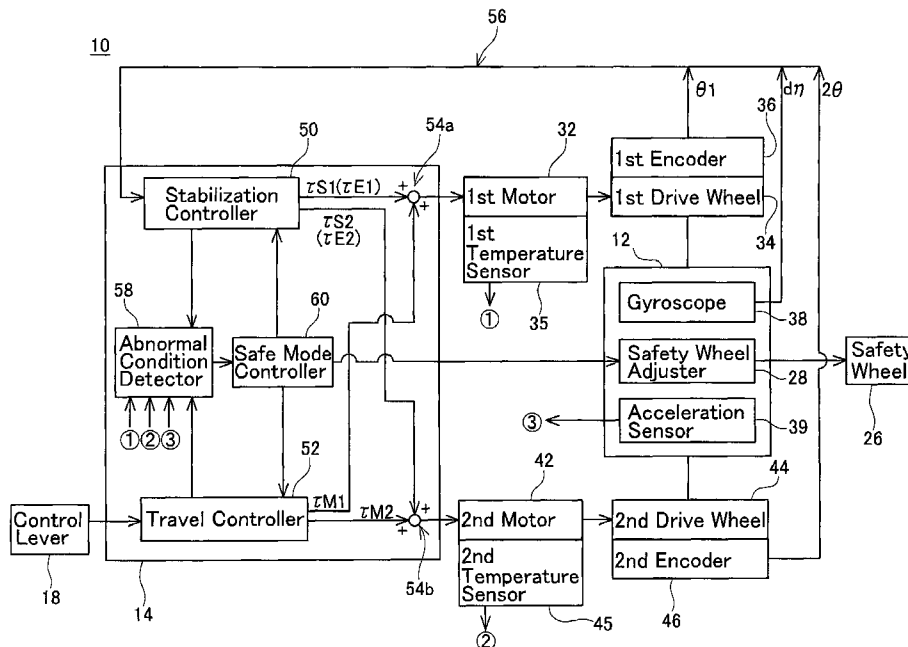 10
56
θ1
dη
2θ
50
54a
32
36
Stabilization
Controller
τS1(τE1)
+
+
1st Motor
1st Encoder
1st Drive Wheel
τS2
(τE2)
1st
Temperature
Sensor
34
12
①
35
58
60
Gyroscope
38
Abnormal
Condition
Detector
Safe Mode
Controller
Safety Wheel
Adjuster
28
Safety
Wheel
26
① ② ③
③
Acceleration
Sensor
39
52
42
44
τM1
Control
Lever
Travel Controller
τM2
+
+
2nd Motor
2nd Drive Wheel
2nd
Temperature
Sensor
2nd Encoder
18
14
54b
45
46
②